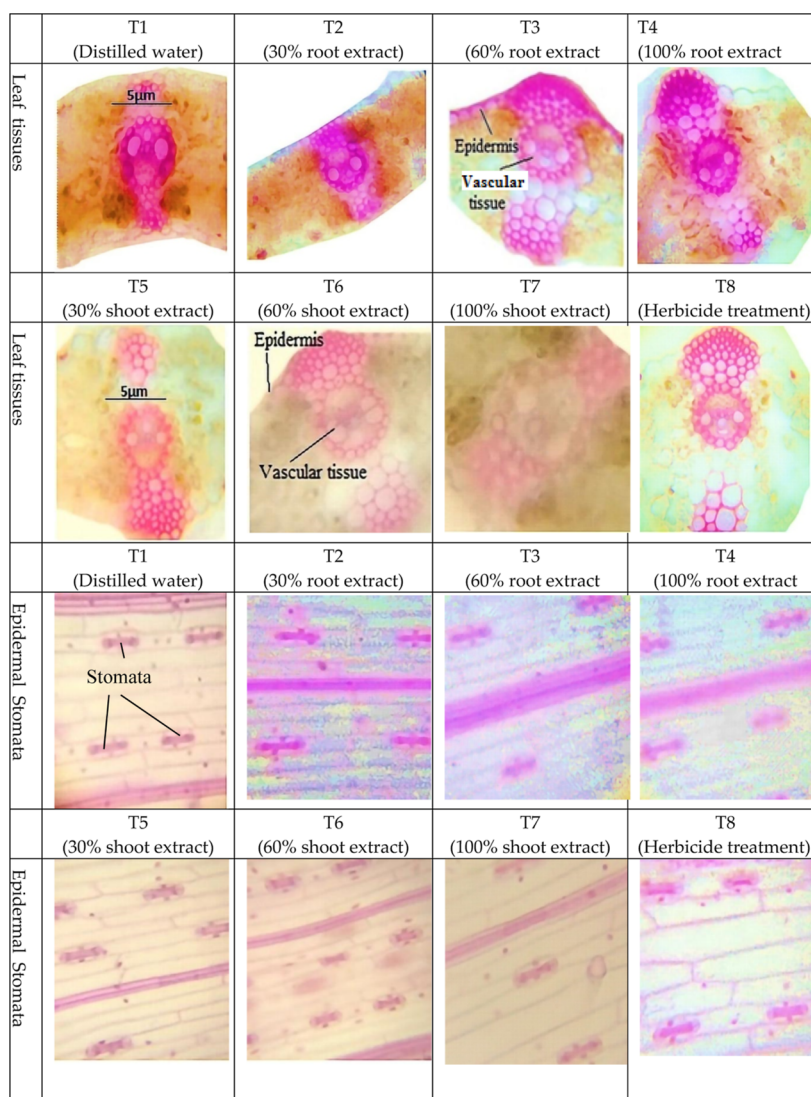 T1
(Distilled water)
T2
(30% root extract)
T3
(60% root extract
T4
(100% root extract
Leaf tissues
5µm
Epidermis
Vascular
tissue
T5
(30% shoot extract)
T6
(60% shoot extract)
T7
(100% shoot extract)
T8
(Herbicide treatment)
Leaf tissues
5µm
Epidermis
Vascular tissue
T1
(Distilled water)
T2
(30% root extract)
T3
(60% root extract
T4
(100% root extract
Epidermal Stomata
Stomata
T5
(30% shoot extract)
T6
(60% shoot extract)
T7
(100% shoot extract)
T8
(Herbicide treatment)
Epidermal Stomata